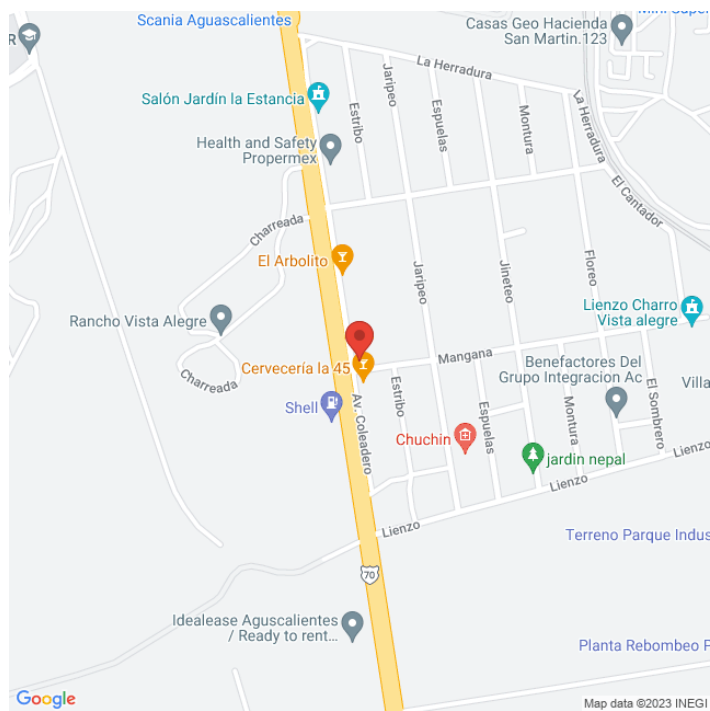 Scania Aguascalientes
Mini Super
Casas Geo Hacienda
San Martin.123
R
La Herradura
Jaripeo
Estribo
Espuelas
Montura
Salón Jardín la Estancia
La Herradura
Health and Safety
Propermex
El Cantador
Charreada
El Arbolito
Jaripeo
Jineteo
Floreo
Rancho Vista Alegre
Lienzo Charro
Vista alegre
Mangana
Cervecería la 45
Benefactores Del
Grupo Integracion Ac
Charreada
Estribo
Espuelas
Montura
El Sombrero
Villa
Shell
Av. Coleadero
Chuchin
jardin nepal
Lienzo
Lienzo
Lienzo
Terreno Parque Indus
70
Idealease Aguscalientes
/ Ready to rent...
Planta Rebombeo P
Google
Map data ©2023 INEGI